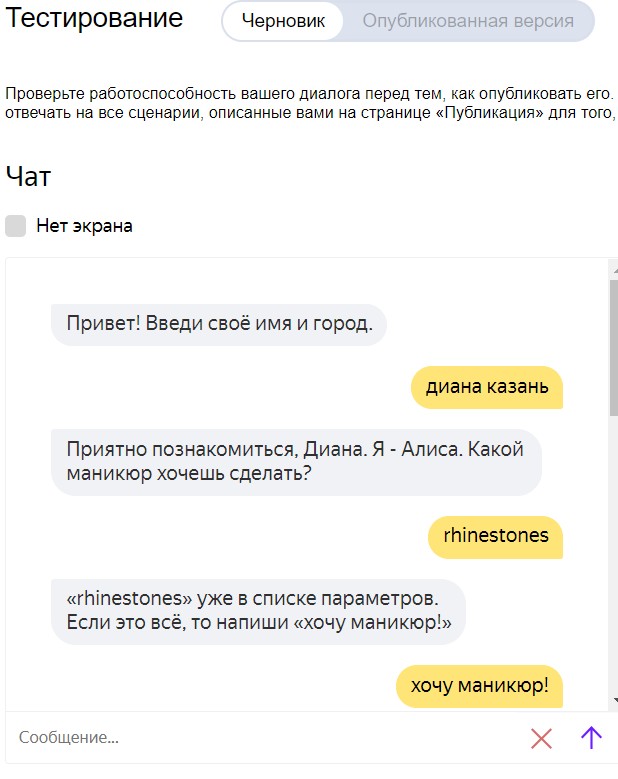 Тестирование
Черновик
Опубликованная версия
Проверьте работоспособность вашего диалога перед тем, как опубликовать его.
отвечать на все сценарии, описанные вами на странице «Публикация» для того,
Чат
Нет экрана
Привет! Введи своё имя и город.
диана казань
Приятно познакомиться, Диана. Я - Алиса. Какой
маникюр хочешь сделать?
rhinestones
«rhinestones» уже в списке параметров.
Если это всё, то напиши «хочу маникюр!»
хочу маникюр!
Сообщение...